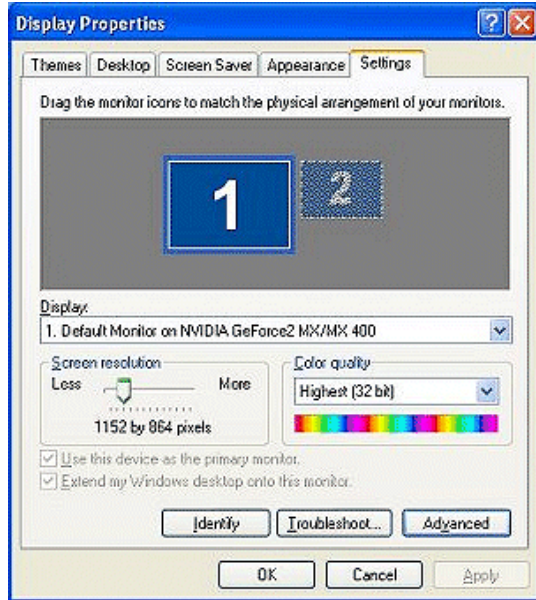 Display Properties
Themes Desktop Screen Saver Appearance Settings
Drag the monitor icons to match the physical arrangement of your monitors.
1 2
Display:
1. Default Monitor on NVIDIA GeForce2 MX/MX 400
Screen resolution Color quality
Less More Highest (32 bit)
1152 by 864 pixels
Use this device as the primary monitor.
Extend my Windows desktop onto this monitor.
Identify Troubleshoot... Advanced
OK Cancel Apply